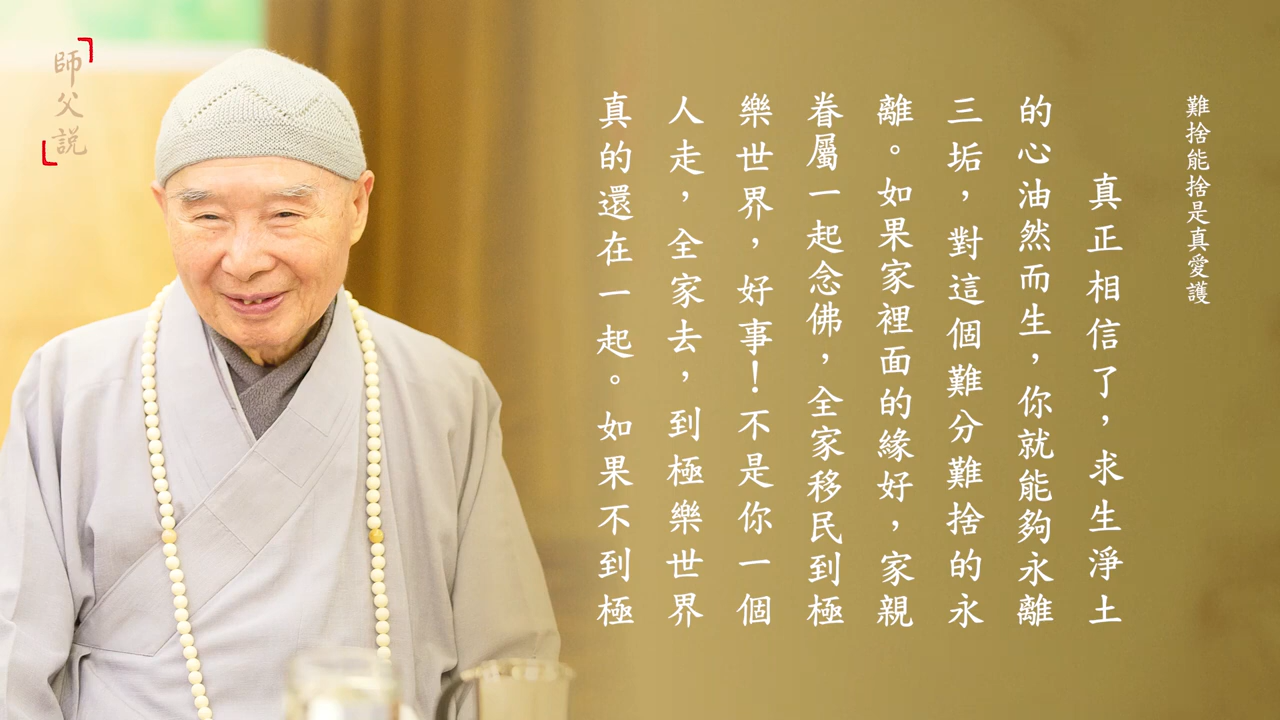 師父説
難捨能捨是真愛護
真正相信了，求生淨土
的心油然而生，你就能夠永離
三垢，對這個難分難捨的永
離。如果家裡面的緣好，家親
眷屬一起念佛，全家移民到極
樂世界，好事！不是你一個
人走，全家去，到極樂世界
真的還在一起。如果不到極